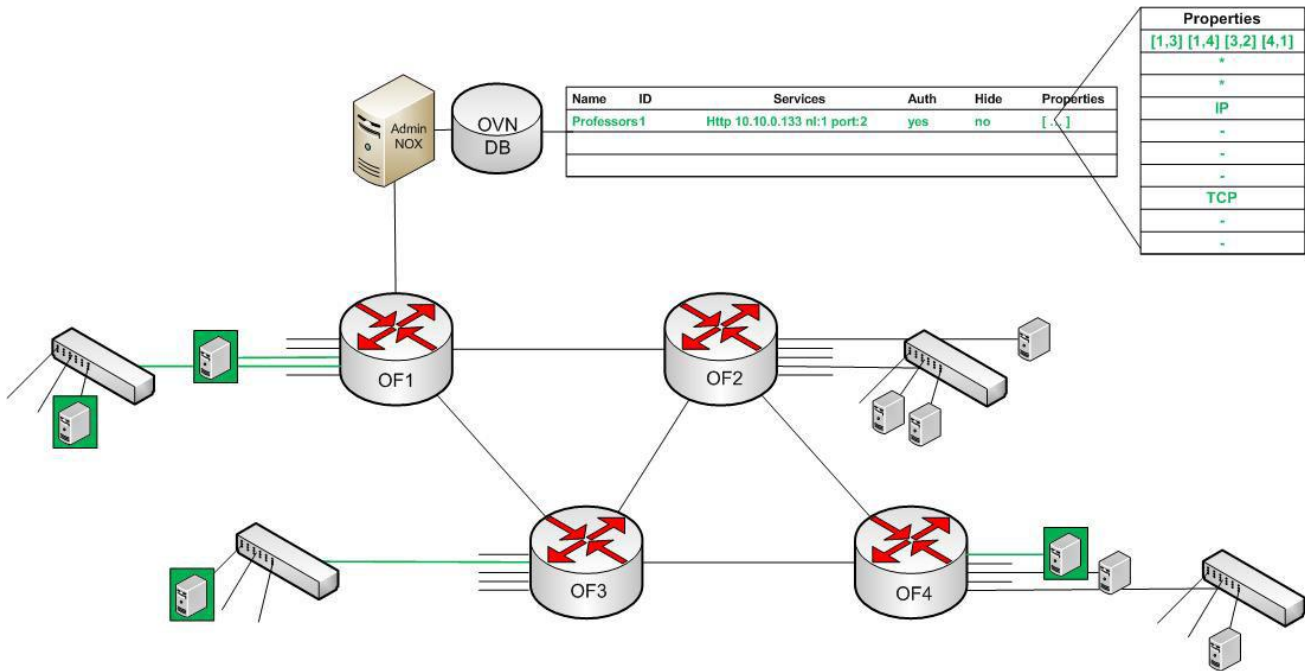 Properties
[1,3] [1,4] [3,2] [4,1]
*
*
IP
-
-
-
TCP
-
-
Admin
NOX
OVN
DB
Name ID Services Auth Hide Properties
Professors1 Http 10.10.0.133 nl:1 port:2 yes no [ ... ]
OF1
OF2
OF3
OF4